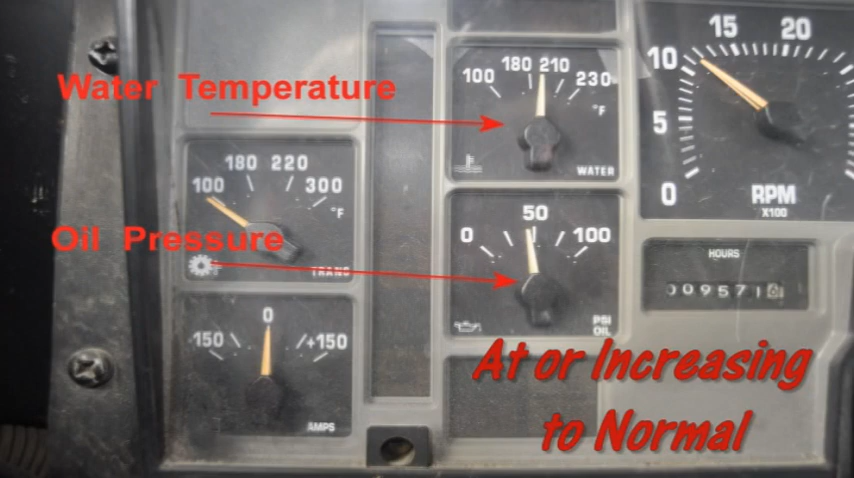 15 20
10
5
0
RPM
X100
180 210
100 230
°F
WATER
Water Temperature
180 220
100 300
°F
TRANS
Oil Pressure
50
0 100
PSI
OIL
HOURS
009571
0
150 +150
AMPS
At or Increasing
to Normal